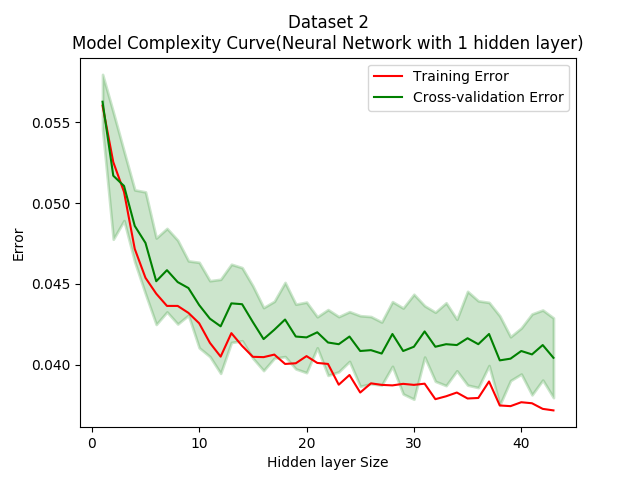 Dataset 2
Model Complexity Curve(Neural Network with 1 hidden layer)
Training Error
Cross-validation Error
Error
0.055
0.050
0.045
0.040
0
10
20
30
40
Hidden layer Size